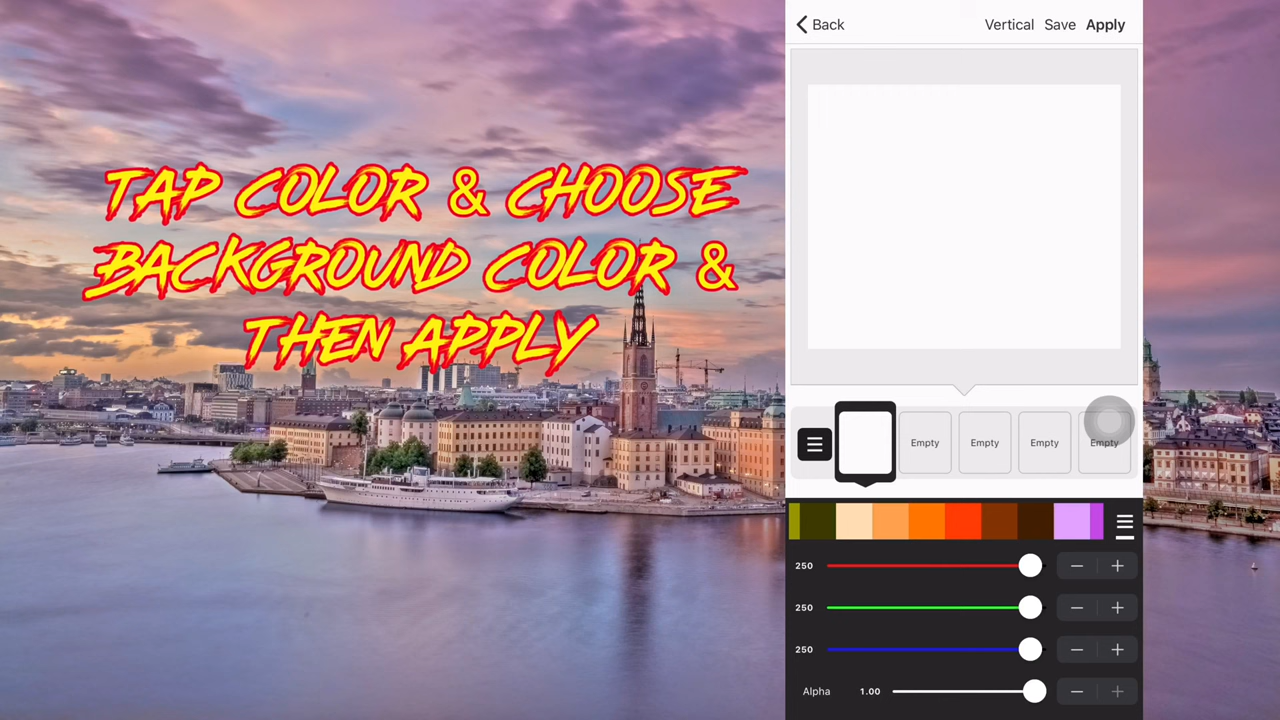 TAP COLOR & CHOOSE
BACKGROUND COLOR &
THEN APPLY
Back Vertical Save Apply
Empty Empty Empty Empty
250
250
250
Alpha 1.00